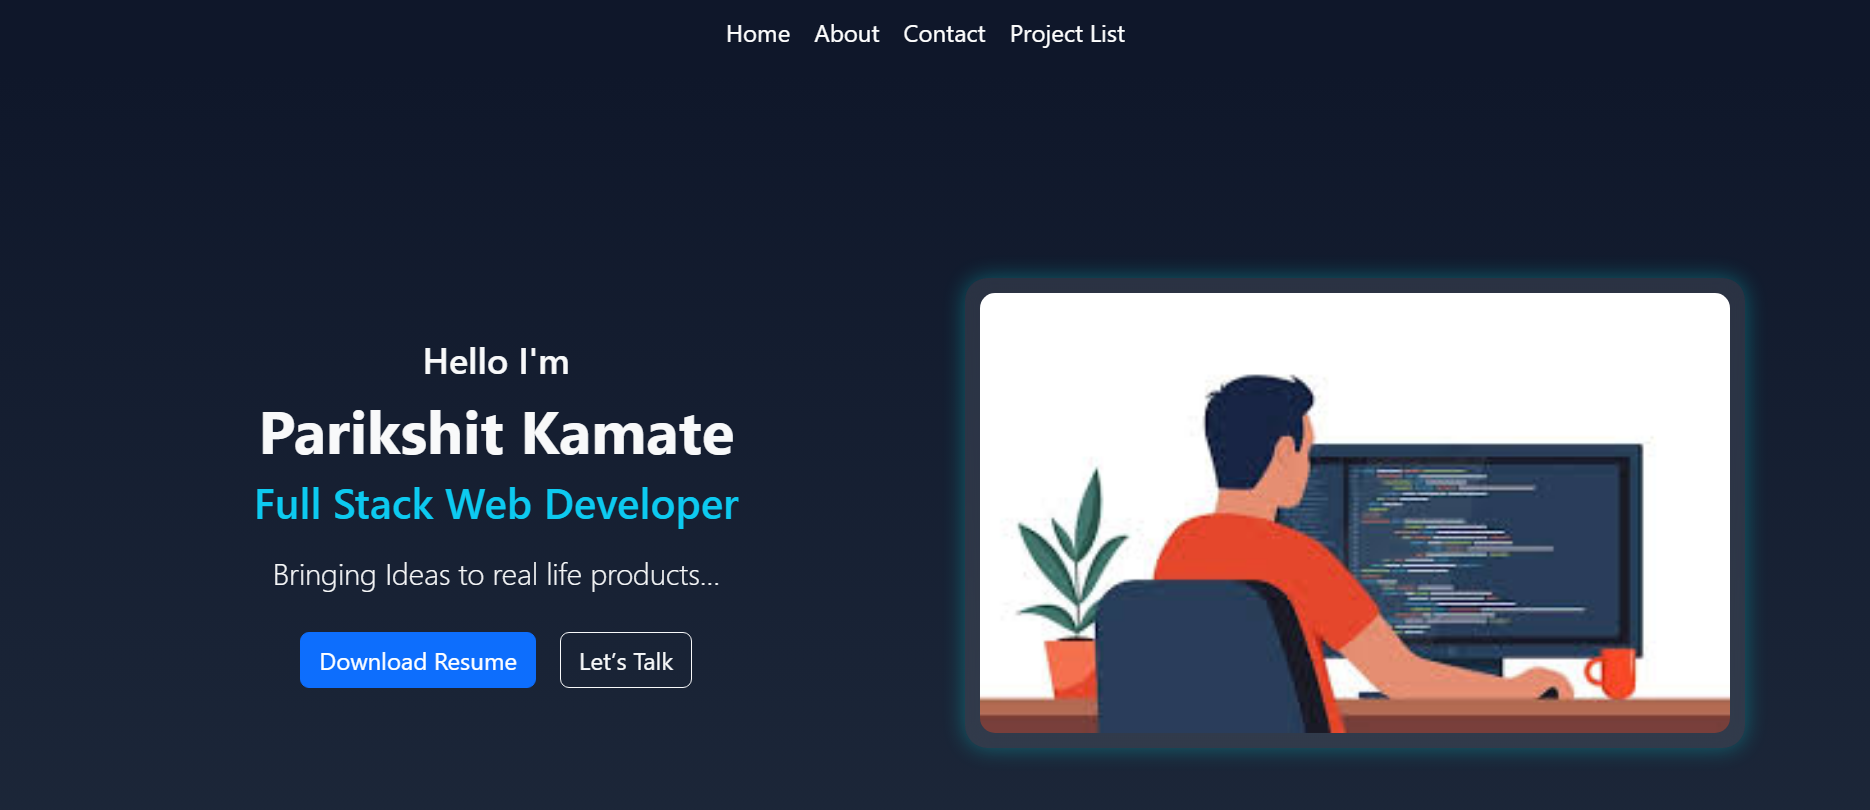 Home About Contact Project List
Hello I'm
Parikshit Kamate
Full Stack Web Developer
Bringing Ideas to real life products...
Download Resume Let’s Talk